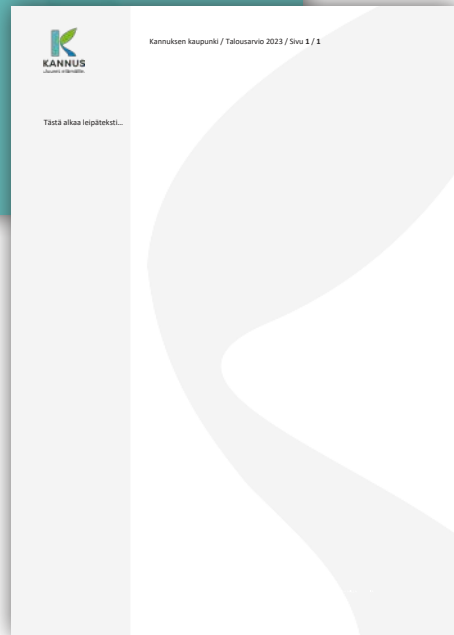 KANNUS
Kannuksen kaupunki / Talousarvio 2023 / Sivu 1 / 1
Tästä alkaa leipäteksti…